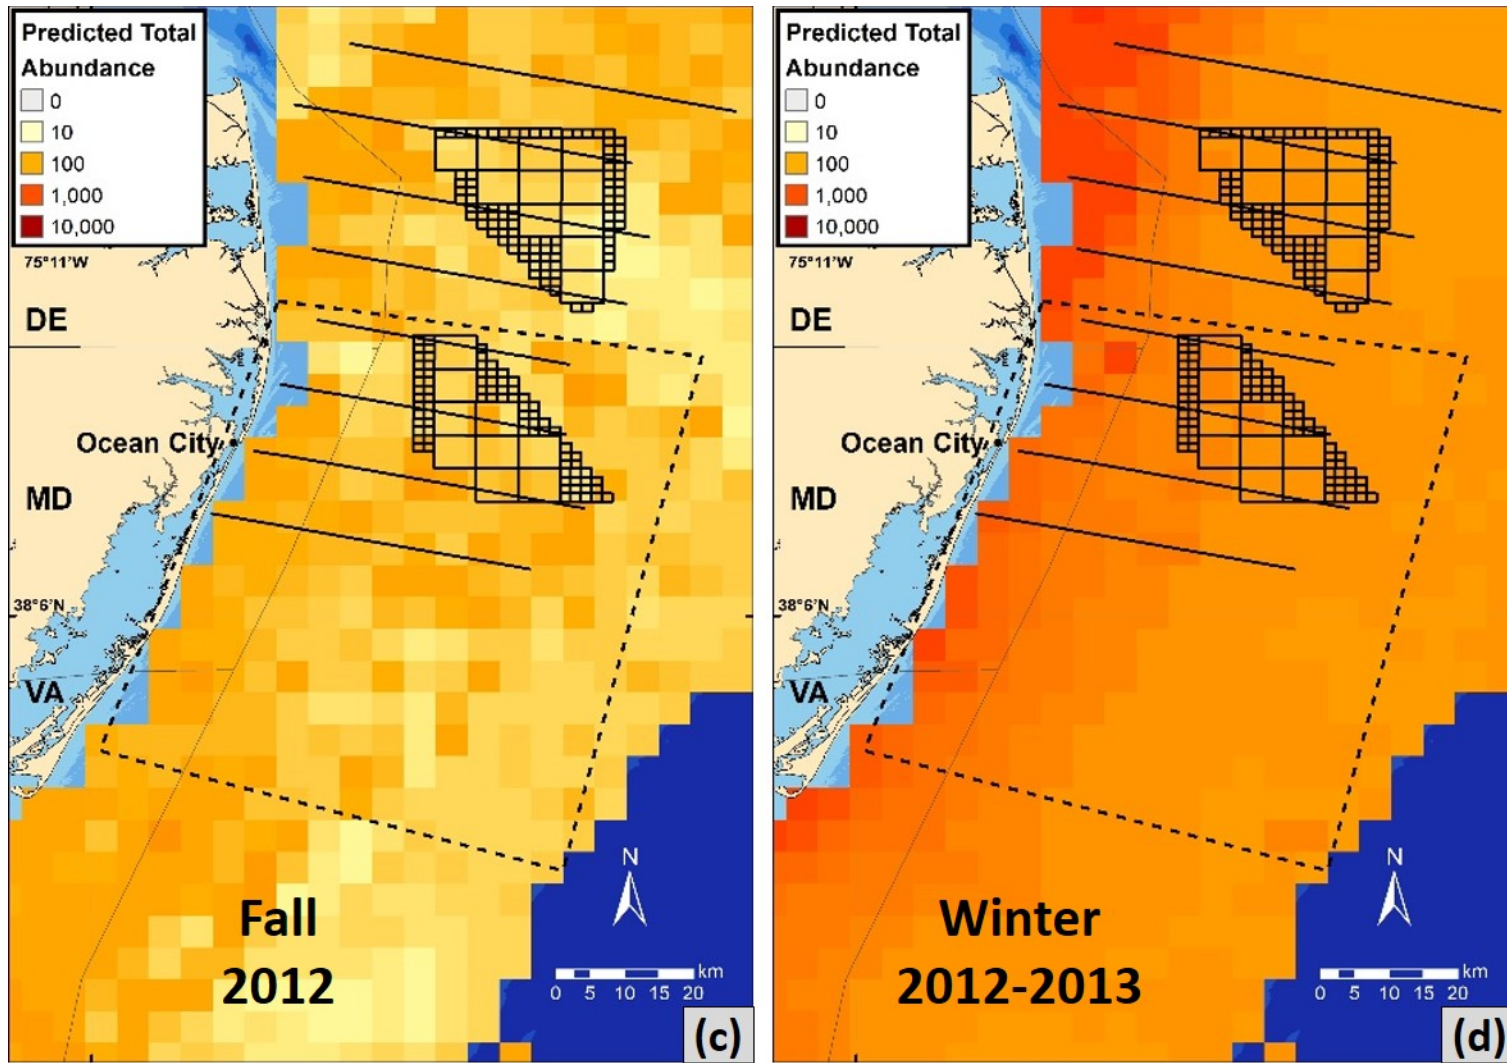 Predicted Total
Abundance
0
10
100
1,000
10,000
75°11'W
DE
Ocean City
MD
38°6'N
VA
Fall
2012
N
km
0 5 10 15 20
(c)
Predicted Total
Abundance
0
10
100
1,000
10,000
75°11'W
DE
Ocean City
MD
38°6'N
VA
Winter
2012-2013
N
km
0 5 10 15 20
(d)